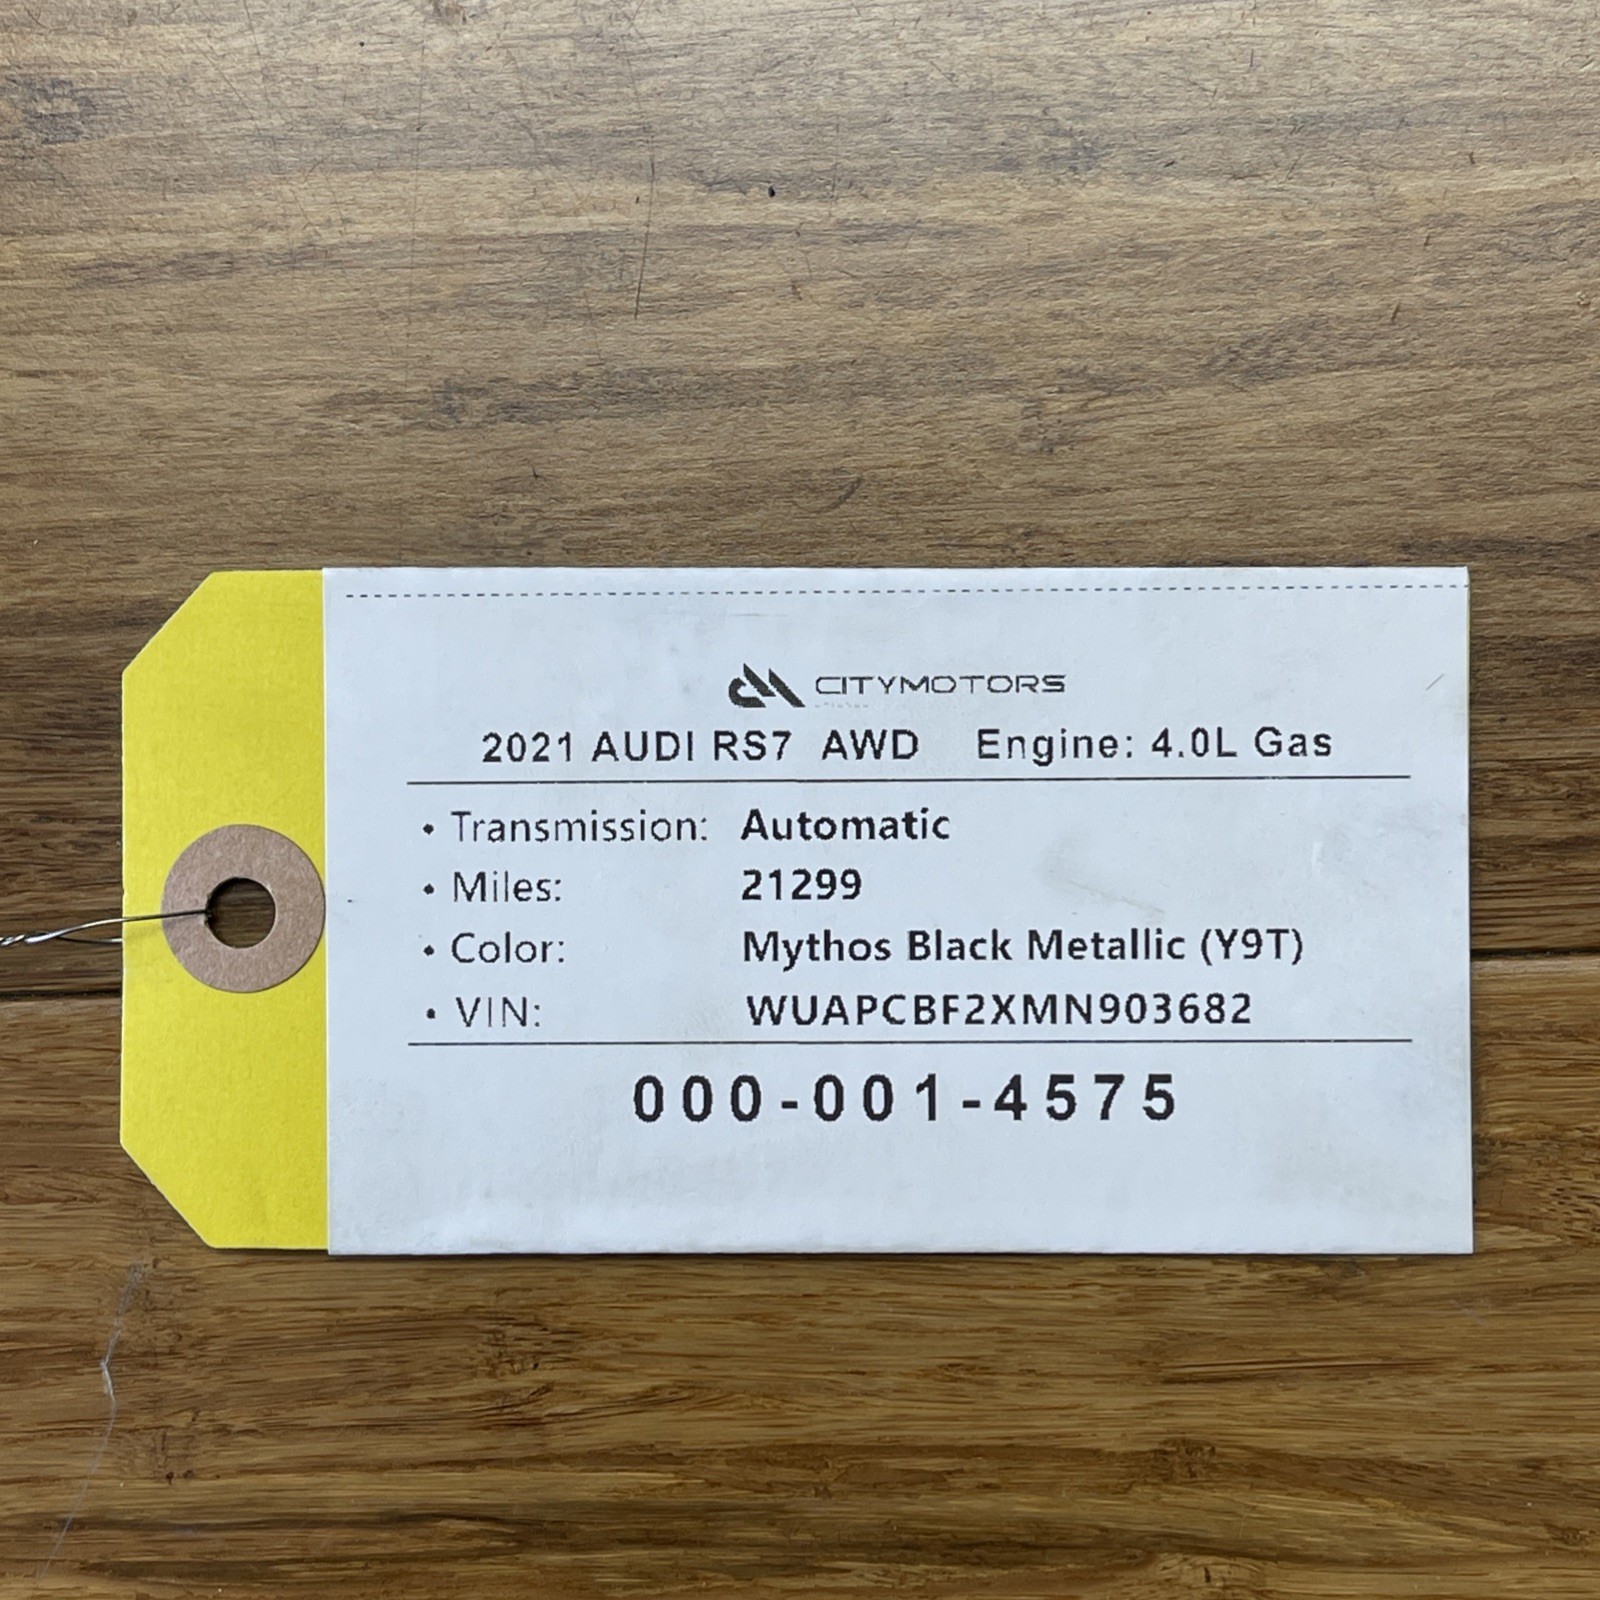 CITYMOTORS
2021 AUDI RS7 AWD Engine: 4.0L Gas
• Transmission: Automatic
• Miles: 21299
• Color: Mythos Black Metallic (Y9T)
• VIN: WUAPCBF2XMN903682
000-001-4575